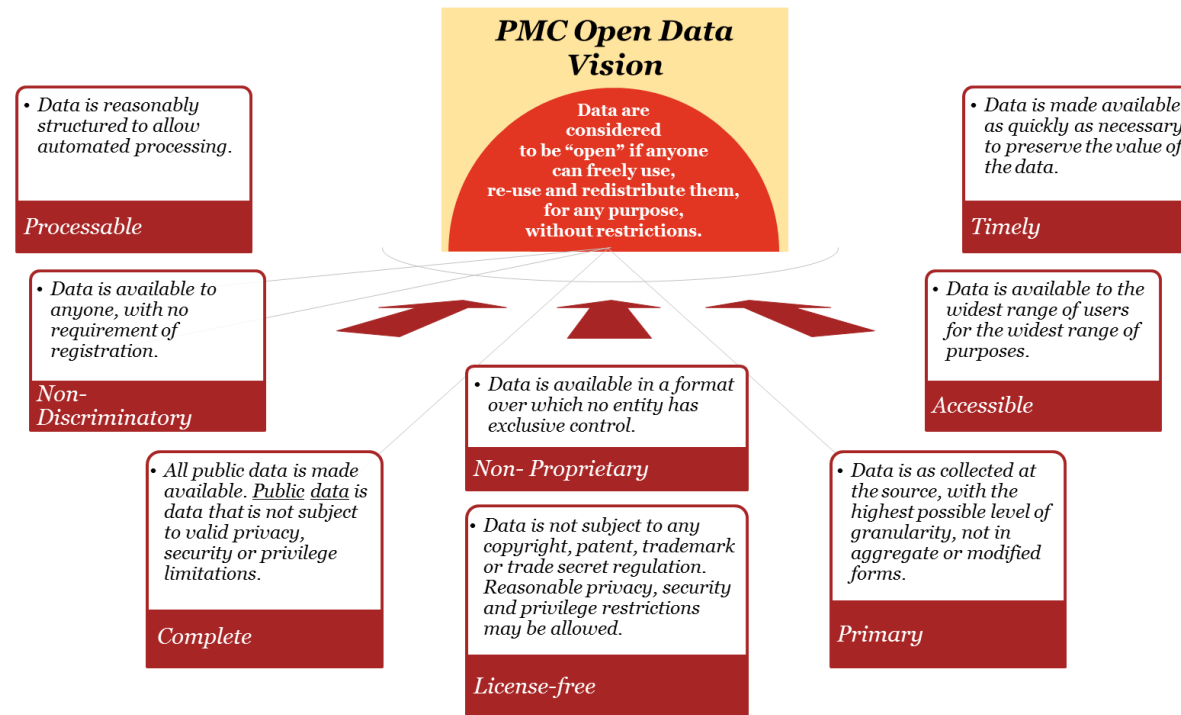 PMC Open Data
Vision
Data are
considered
to be “open” if anyone
can freely use,
re-use and redistribute them,
for any purpose,
without restrictions.
• Data is reasonably
structured to allow
automated processing.
Processable
• Data is made available
as quickly as necessary
to preserve the value of
the data.
Timely
• Data is available to
anyone, with no
requirement of
registration.
Non-
Discriminatory
• Data is available to the
widest range of users
for the widest range of
purposes.
Accessible
• Data is available in a format
over which no entity has
exclusive control.
Non- Proprietary
• All public data is made
available. Public data is
data that is not subject
to valid privacy,
security or privilege
limitations.
Complete
• Data is not subject to any
copyright, patent, trademark
or trade secret regulation.
Reasonable privacy, security
and privilege restrictions
may be allowed.
License-free
• Data is as collected at
the source, with the
highest possible level of
granularity, not in
aggregate or modified
forms.
Primary